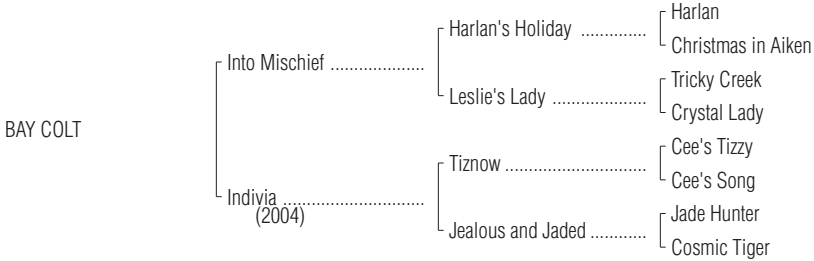 Harlan
Harlan's Holiday ..............
Christmas in Aiken
Into Mischief ....................
Tricky Creek
Leslie's Lady ....................
Crystal Lady
BAY COLT
Cee's Tizzy
Tiznow ..............................
Cee's Song
Indivia ..............................
(2004)
Jade Hunter
Jealous and Jaded ............
Cosmic Tiger